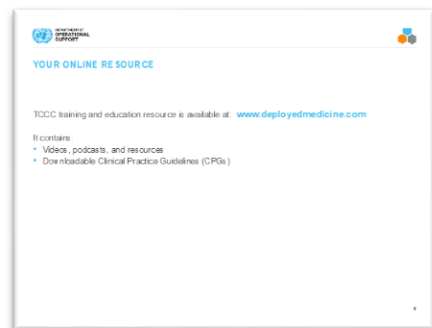 DEPARTMENT OF
OPERATIONAL
SUPPORT
YOUR ONLINE RESOURCE
TCCC training and education resource is available at: www.deployedmedicine.com
It contains:
• Videos, podcasts, and resources
• Downloadable Clinical Practice Guidelines (CPGs)